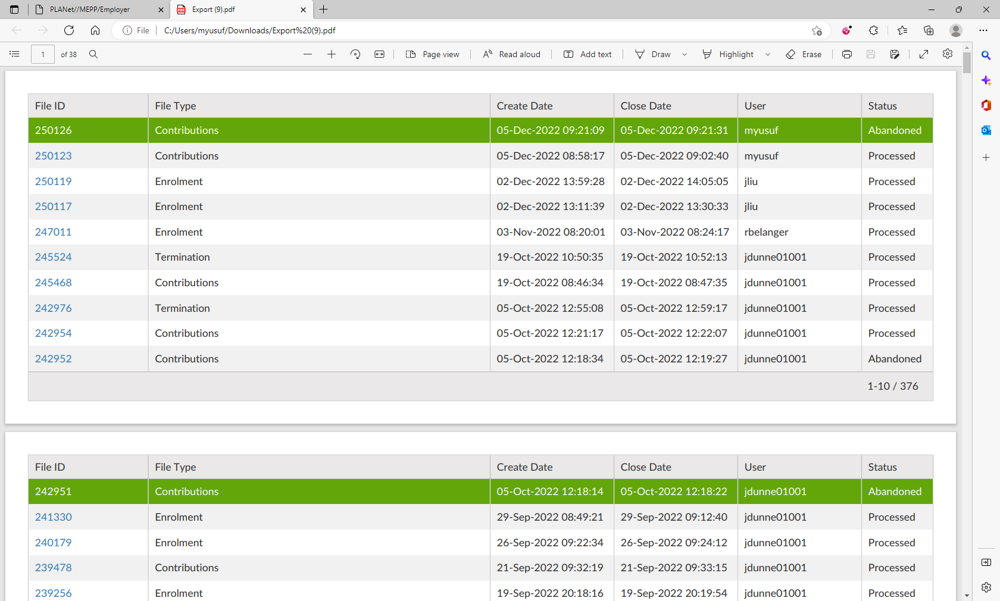 PLANet//MEPP/Employer
Export (9).pdf
File C:/Users/myusuf/Downloads/Export%20(9).pdf
1 of 38 Page view Read aloud Add text Draw Highlight Erase
File ID File Type Create Date Close Date User Status
250126 Contributions 05-Dec-2022 09:21:09 05-Dec-2022 09:21:31 myusuf Abandoned
250123 Contributions 05-Dec-2022 08:58:17 05-Dec-2022 09:02:40 myusuf Processed
250119 Enrolment 02-Dec-2022 13:59:28 02-Dec-2022 14:05:05 jliu Processed
250117 Enrolment 02-Dec-2022 13:11:39 02-Dec-2022 13:30:33 jliu Processed
247011 Enrolment 03-Nov-2022 08:20:01 03-Nov-2022 08:24:17 rbelanger Processed
245524 Termination 19-Oct-2022 10:50:35 19-Oct-2022 10:52:13 jdunne01001 Processed
245468 Contributions 19-Oct-2022 08:46:34 19-Oct-2022 08:47:35 jdunne01001 Processed
242976 Termination 05-Oct-2022 12:55:08 05-Oct-2022 12:59:17 jdunne01001 Processed
242954 Contributions 05-Oct-2022 12:21:17 05-Oct-2022 12:22:07 jdunne01001 Processed
242952 Contributions 05-Oct-2022 12:18:34 05-Oct-2022 12:19:27 jdunne01001 Abandoned
1-10 / 376
File ID File Type Create Date Close Date User Status
242951 Contributions 05-Oct-2022 12:18:14 05-Oct-2022 12:18:22 jdunne01001 Abandoned
241330 Enrolment 29-Sep-2022 08:49:21 29-Sep-2022 09:12:40 jdunne01001 Processed
240179 Enrolment 26-Sep-2022 09:22:34 26-Sep-2022 09:24:12 jdunne01001 Processed
239478 Contributions 21-Sep-2022 09:32:19 21-Sep-2022 09:33:15 jdunne01001 Processed
239256 Enrolment 19-Sep-2022 20:18:16 19-Sep-2022 20:19:54 jdunne01001 Processed